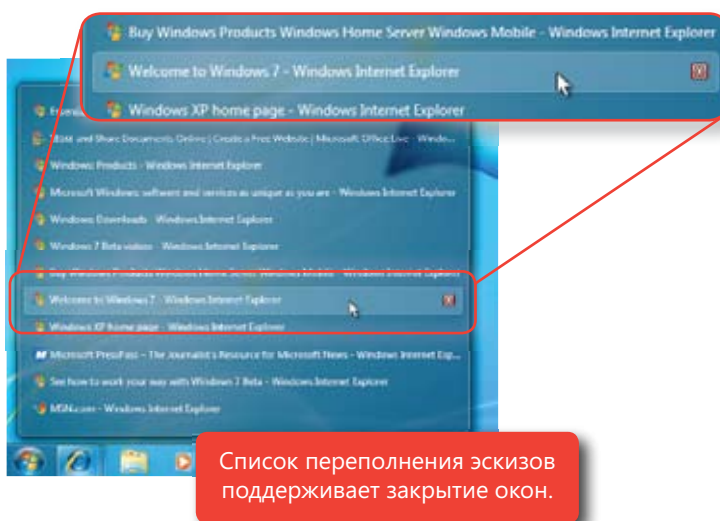 Buy Windows Products Windows Home Server Windows Mobile - Windows Internet Explorer
Welcome to Windows 7 - Windows Internet Explorer
Windows XP home page - Windows Internet Explorer
Store and Share Documents Online | Create a Free Website | Microsoft Office Live - Windo...
Windows Products - Windows Internet Explorer
Microsoft Windows: software and services as unique as you are - Windows Internet Explorer
Windows Downloads - Windows Internet Explorer
Windows 7 Beta videos - Windows Internet Explorer
Buy Windows Products Windows Home Server Windows Mobile - Windows Internet Explorer
Welcome to Windows 7 - Windows Internet Explorer
Windows XP home page - Windows Internet Explorer
Microsoft PressPass – The Journalist's Resource for Microsoft News - Windows Internet Exp...
See how to work your way with Windows 7 Beta - Windows Internet Explorer
MSN.com - Windows Internet Explorer
Список переполнения эскизов
поддерживает закрытие окон.